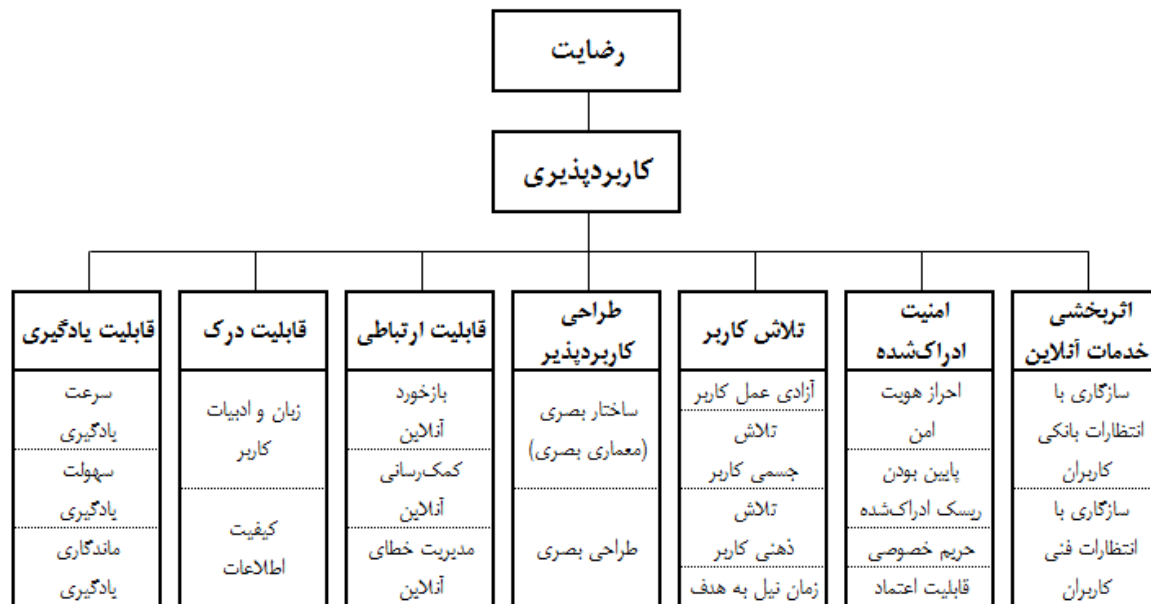 رضایت
کاربردپذیری
اثربخشی
خدمات آنلاین
سازگاری با
انتظارات بانکی
کاربران
سازگاری با
انتظارات فنی
کاربران
امنیت
ادراک‌شده
احراز هویت
امن
پایین بودن
ریسک ادراک‌شده
حریم خصوصی
قابلیت اعتماد
تلاش کاربر
آزادی عمل کاربر
تلاش
جسمی کاربر
تلاش
ذهنی کاربر
زمان نیل به هدف
طراحی
کاربردپذیر
ساختار بصری
(معماری بصری)
طراحی بصری
قابلیت ارتباطی
بازخورد
آنلاین
کمک‌رسانی
آنلاین
مدیریت خطای
آنلاین
قابلیت درک
زبان و ادبیات
کاربر
کیفیت
اطلاعات
قابلیت یادگیری
سرعت
یادگیری
سهولت
یادگیری
ماندگاری
یادگیری